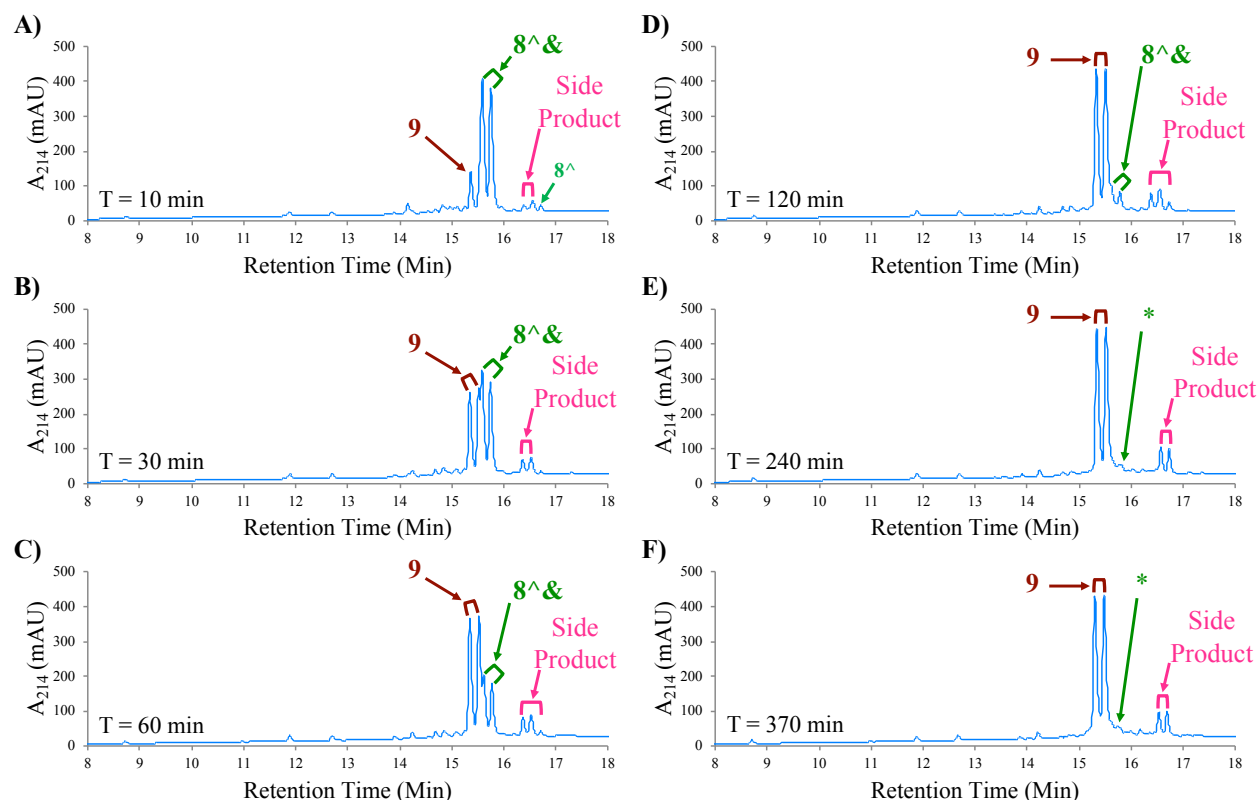 A)
500
400
300
200
100
0
A214 (mAU)
9
8^&
Side
Product
8^
T = 10 min
8 9 10 11 12 13 14 15 16 17 18
Retention Time (Min)
B)
500
400
300
200
100
0
A214 (mAU)
9
8^&
Side
Product
T = 30 min
8 9 10 11 12 13 14 15 16 17 18
Retention Time (Min)
C)
500
400
300
200
100
0
A214 (mAU)
9
8^&
Side
Product
T = 60 min
8 9 10 11 12 13 14 15 16 17 18
Retention Time (Min)
D)
500
400
300
200
100
0
A214 (mAU)
9
8^&
Side
Product
T = 120 min
8 9 10 11 12 13 14 15 16 17 18
Retention Time (Min)
E)
500
400
300
200
100
0
A214 (mAU)
9
*
Side
Product
T = 240 min
8 9 10 11 12 13 14 15 16 17 18
Retention Time (Min)
F)
500
400
300
200
100
0
A214 (mAU)
9
*
Side
Product
T = 370 min
8 9 10 11 12 13 14 15 16 17 18
Retention Time (Min)